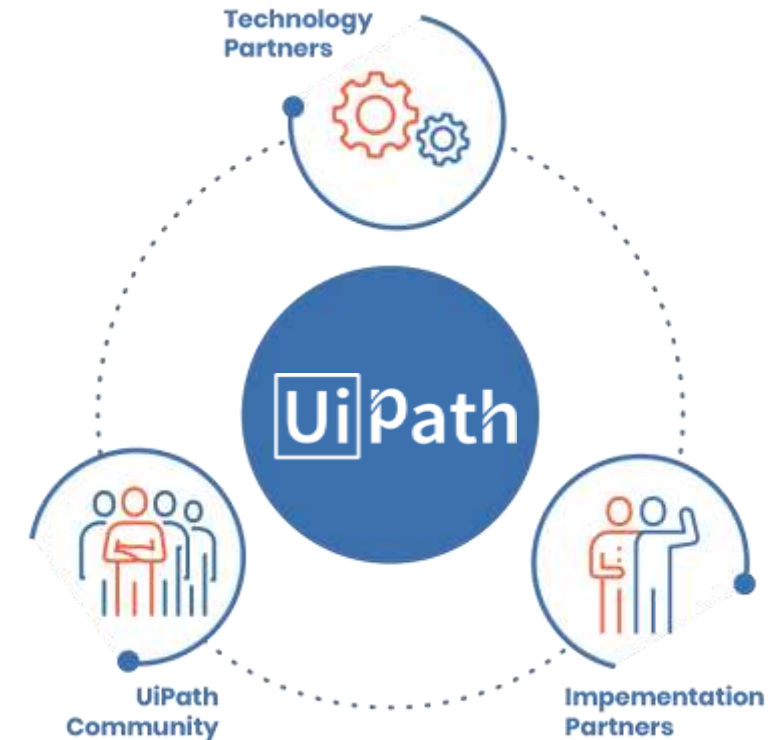 Technology
Partners
UiPath
UiPath
Community
Impementation
Partners